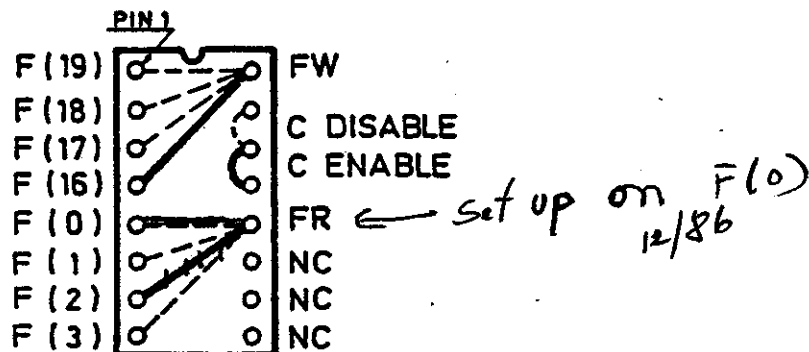 PIN 1
F(19) FW
F(18)
C DISABLE
F(17)
C ENABLE
F(16)
F(0) FR ← Set up on F(0)
12/86
F(1) NC
F(2) NC
F(3) NC